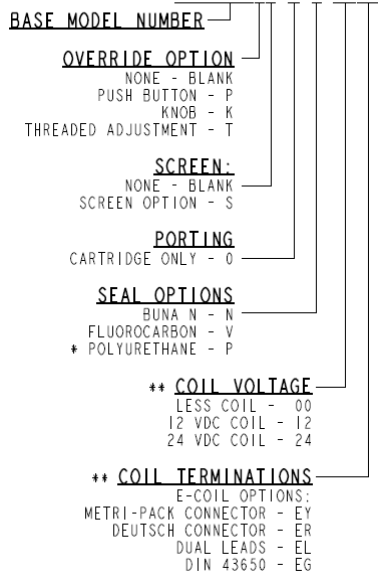 BASE MODEL NUMBER
OVERRIDE OPTION
NONE - BLANK
PUSH BUTTON - P
KNOB - K
THREADED ADJUSTMENT - T
SCREEN:
NONE - BLANK
SCREEN OPTION - S
PORTING
CARTRIDGE ONLY - 0
SEAL OPTIONS
BUNA N - N
FLUOROCARBON - V
* POLYURETHANE - P
** COIL VOLTAGE
LESS COIL - 00
12 VDC COIL - 12
24 VDC COIL - 24
** COIL TERMINATIONS
E-COIL OPTIONS:
METRI-PACK CONNECTOR - EY
DEUTSCH CONNECTOR - ER
DUAL LEADS - EL
DIN 43650 - EG